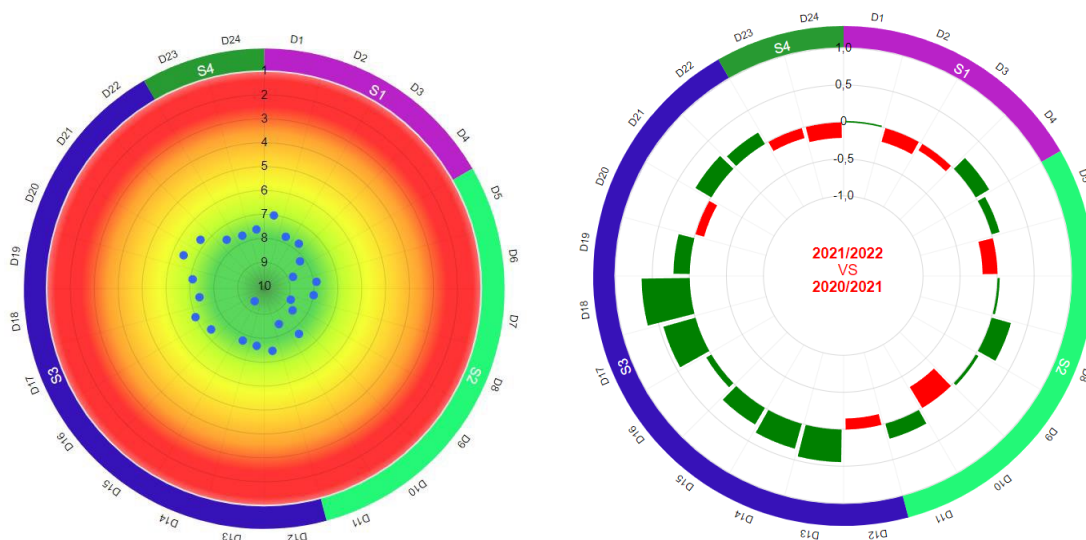 D1
D2
D3
D4
D5
D6
D7
D8
D9
D10
D11
D12
D13
D14
D15
D16
D17
D18
D19
D20
D21
D22
D23
D24
S1
S2
S3
S4
1
2
3
4
5
6
7
8
9
10
D1
D2
D3
D4
D5
D6
D7
D8
D9
D10
D11
D12
D13
D14
D15
D16
D17
D18
D19
D20
D21
D22
D23
D24
S1
S2
S3
S4
1,0
0,5
0
-0,5
-1,0
2021/2022
VS
2020/2021